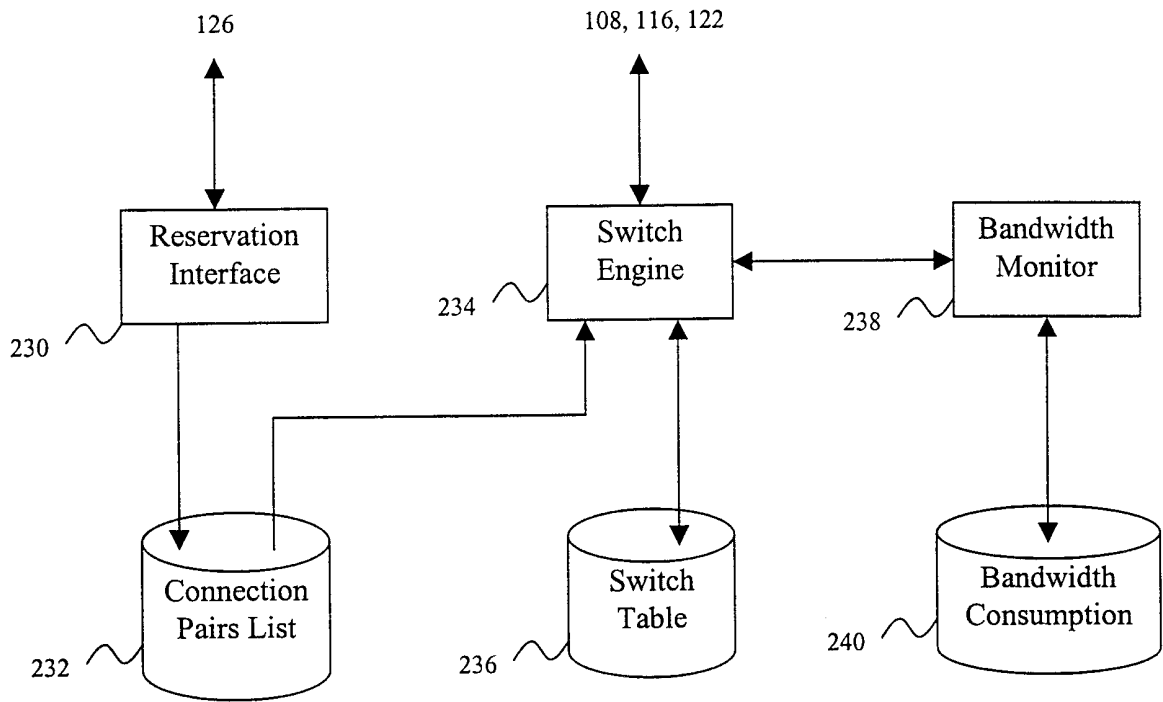 126
108, 116, 122
Reservation
Interface
Switch
Engine
Bandwidth
Monitor
230
234
238
Connection
Pairs List
Switch
Table
Bandwidth
Consumption
232
236
240